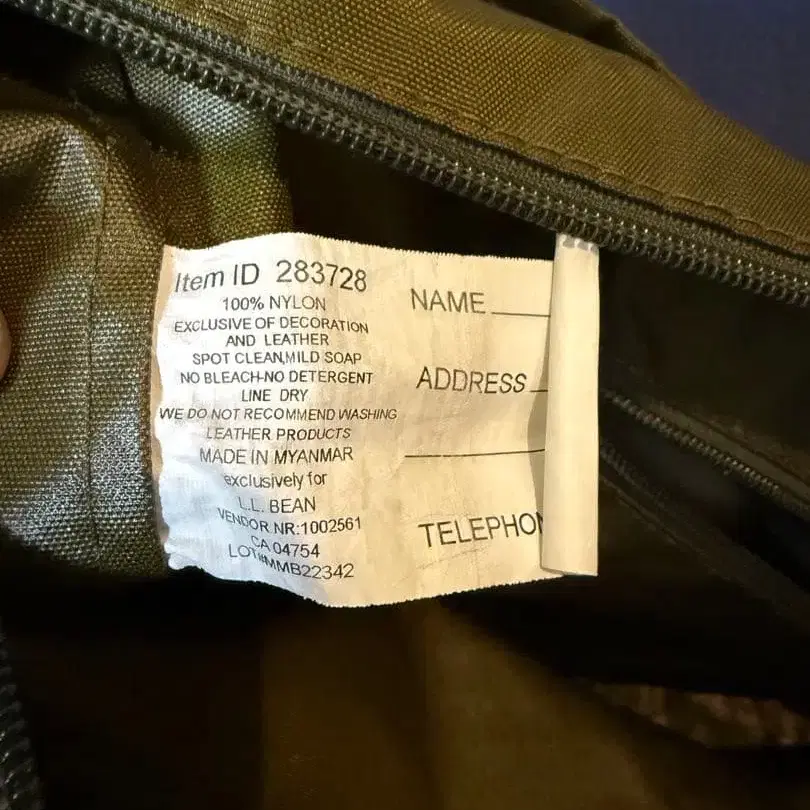 Item ID 283728
100% NYLON
EXCLUSIVE OF DECORATION
AND LEATHER
SPOT CLEAN,MILD SOAP
NO BLEACH-NO DETERGENT
LINE DRY
WE DO NOT RECOMMEND WASHING
LEATHER PRODUCTS
MADE IN MYANMAR
exclusively for
L.L. BEAN
VENDOR NR:1002561
CA 04754
LOT#MMB22342
NAME
ADDRESS
TELEPHON